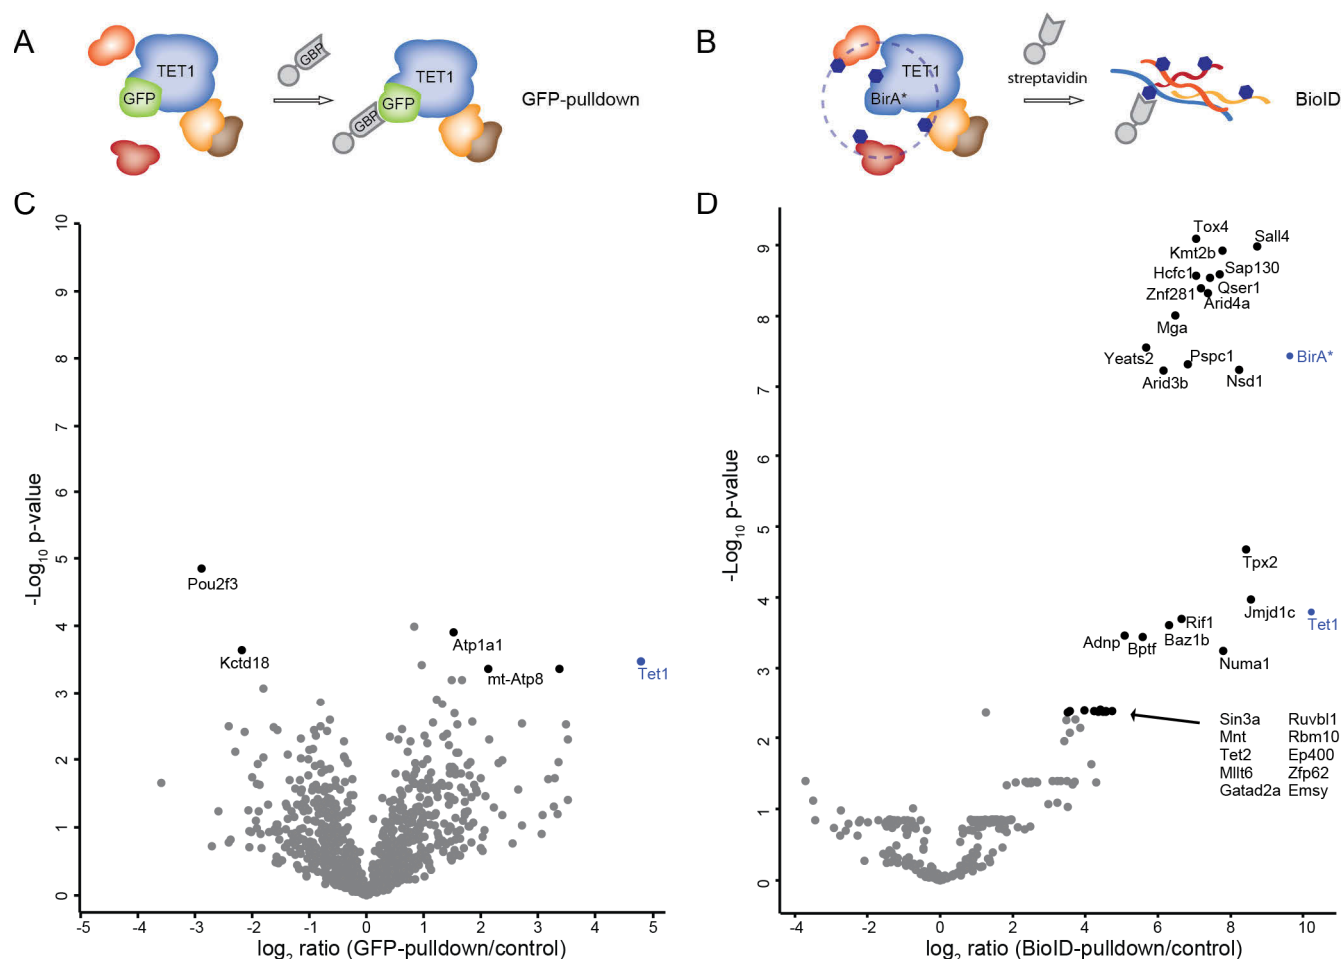 A
TET1
GFP
GBP
TET1
GFP
GBP
GFP-pulldown
B
TET1
BirA*
streptavidin
BioID
C
10
9
8
7
6
5
4
3
2
1
0
-Log10 p-value
Pou2f3
Kctd18
Atp1a1
mt-Atp8
Tet1
-5
-4
-3
-2
-1
0
1
2
3
4
5
log2 ratio (GFP-pulldown/control)
D
9
8
7
6
5
4
3
2
1
0
-Log10 p-value
Tox4
Sall4
Kmt2b
Hcfc1
Sap130
Znf281
Qser1
Arid4a
Mga
Yeats2
Pspc1
BirA*
Arid3b
Nsd1
Tpx2
Jmjd1c
Tet1
Rif1
Adnp
Bptf
Baz1b
Numa1
Sin3a Ruvbl1
Mnt Rbm10
Tet2 Ep400
Mllt6 Zfp62
Gatad2a Emsy
-4
-2
0
2
4
6
8
10
log2 ratio (BioID-pulldown/control)